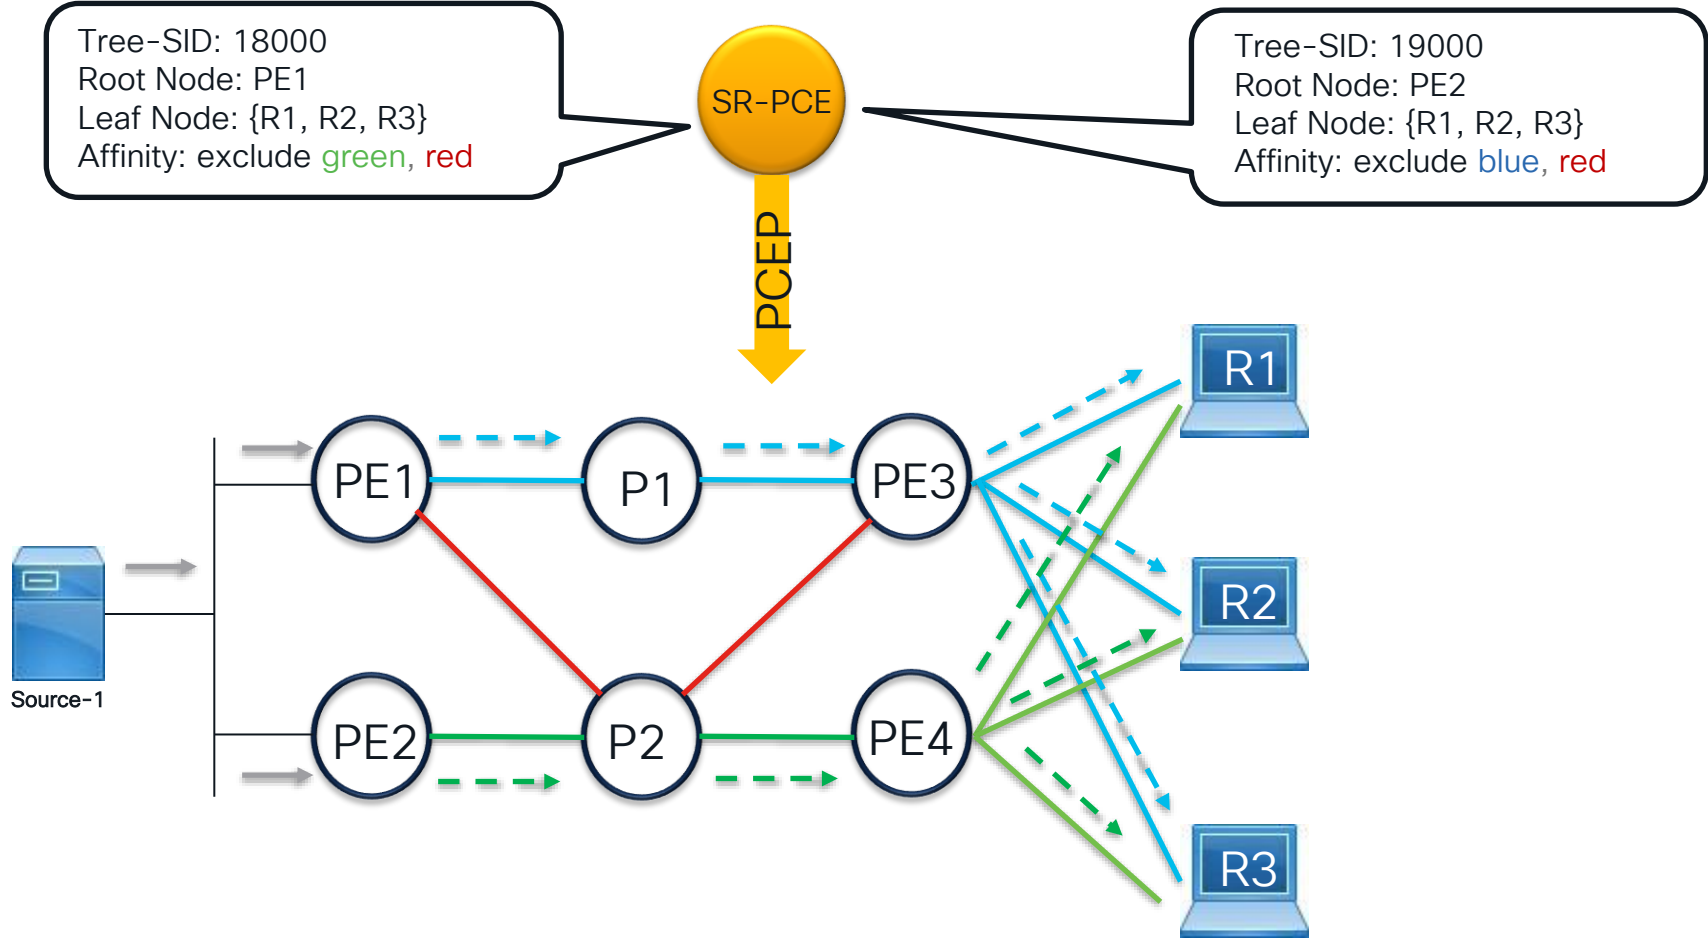 Tree-SID: 18000
Root Node: PE1
Leaf Node: {R1, R2, R3}
Affinity: exclude green, red
SR-PCE
Tree-SID: 19000
Root Node: PE2
Leaf Node: {R1, R2, R3}
Affinity: exclude blue, red
PCEP
R1
PE1
P1
PE3
R2
Source-1
PE2
P2
PE4
R3